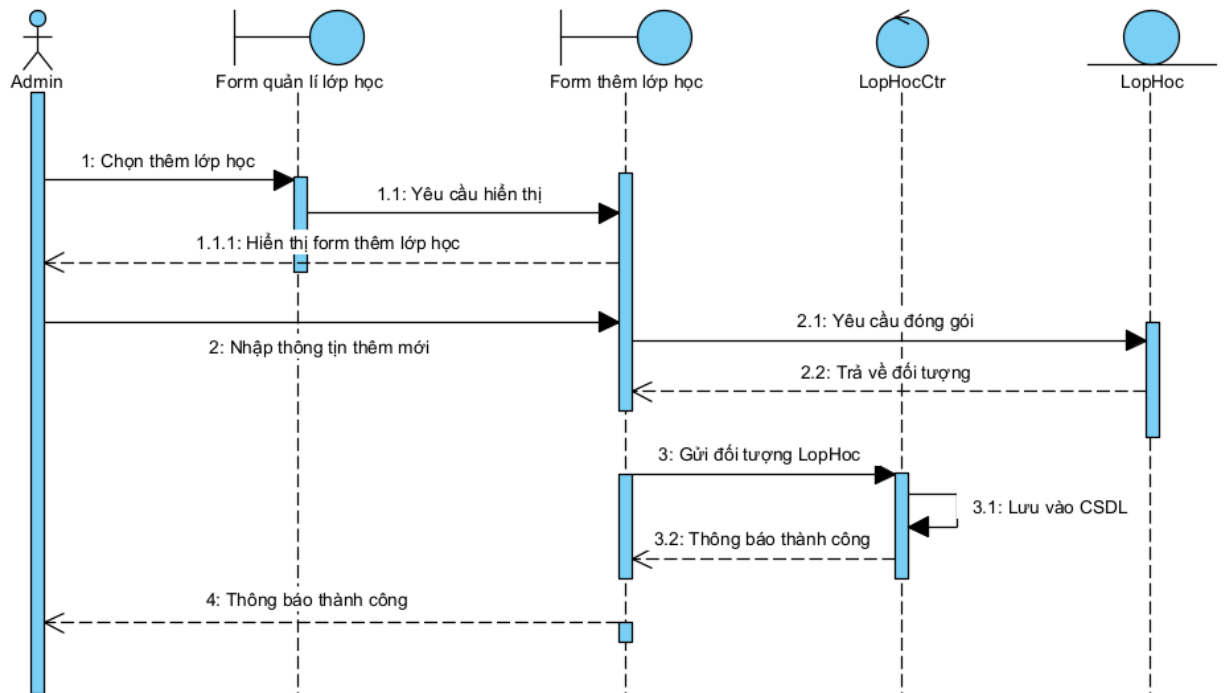 Admin
Form quản lí lớp học
Form thêm lớp học
LopHocCtr
LopHoc
1: Chọn thêm lớp học
1.1: Yêu cầu hiển thị
1.1.1: Hiển thị form thêm lớp học
2: Nhập thông tịn thêm mới
2.1: Yêu cầu đóng gói
2.2: Trả về đối tượng
3: Gửi đối tượng LopHoc
3.1: Lưu vào CSDL
3.2: Thông báo thành công
4: Thông báo thành công